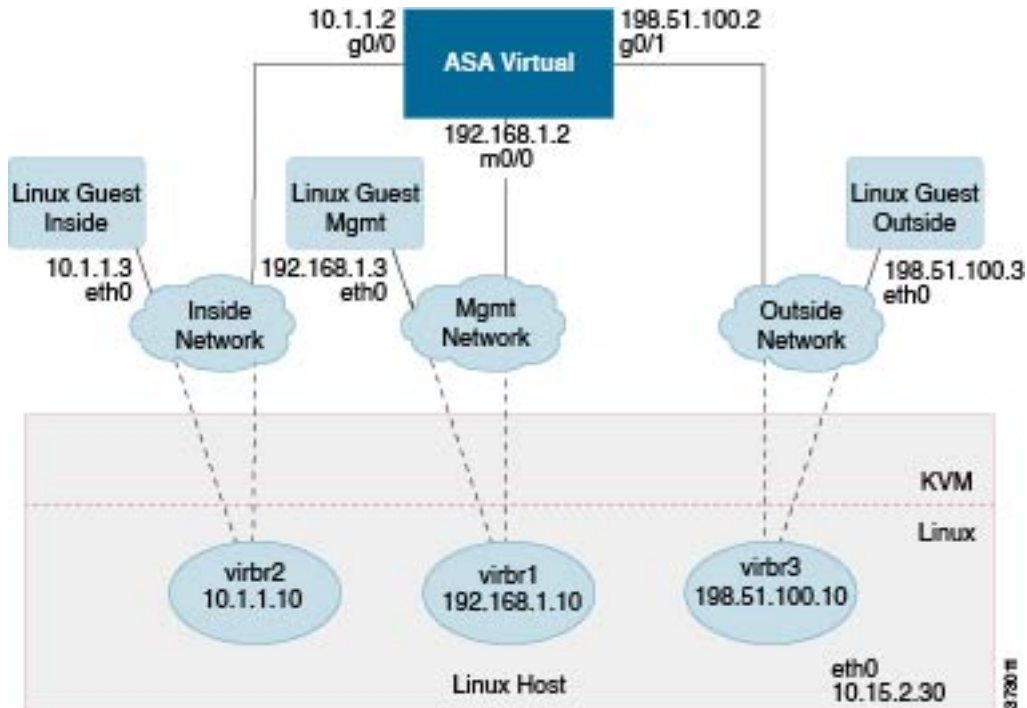 10.1.1.2
g0/0
ASA Virtual
198.51.100.2
g0/1
192.168.1.2
m0/0
Linux Guest
Inside
Linux Guest
Mgmt
Linux Guest
Outside
10.1.1.3
eth0
192.168.1.3
eth0
198.51.100.3
eth0
Inside
Network
Mgmt
Network
Outside
Network
KVM
Linux
virbr2
10.1.1.10
virbr1
192.168.1.10
virbr3
198.51.100.10
Linux Host
eth0
10.15.2.30
373011